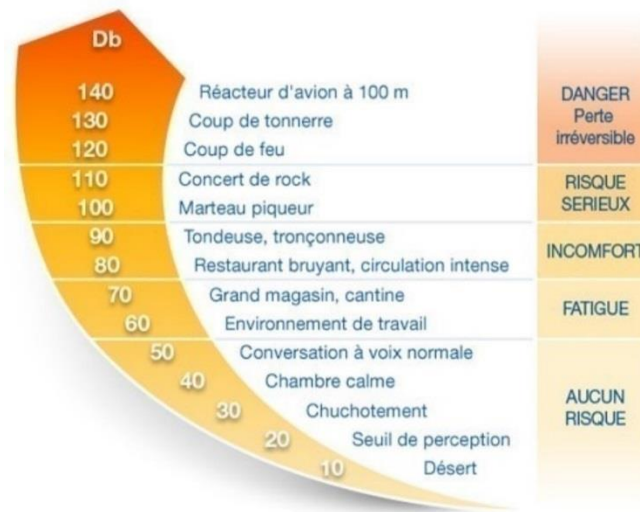 Db
140 Réacteur d'avion à 100 m
130 Coup de tonnerre
120 Coup de feu
DANGER
Perte
irréversible
110 Concert de rock
100 Marteau piqueur
RISQUE
SERIEUX
90 Tondeuse, tronçonneuse
80 Restaurant bruyant, circulation intense
INCOMFORT
70 Grand magasin, cantine
60 Environnement de travail
FATIGUE
50 Conversation à voix normale
40 Chambre calme
30 Chuchotement
20 Seuil de perception
10 Désert
AUCUN
RISQUE